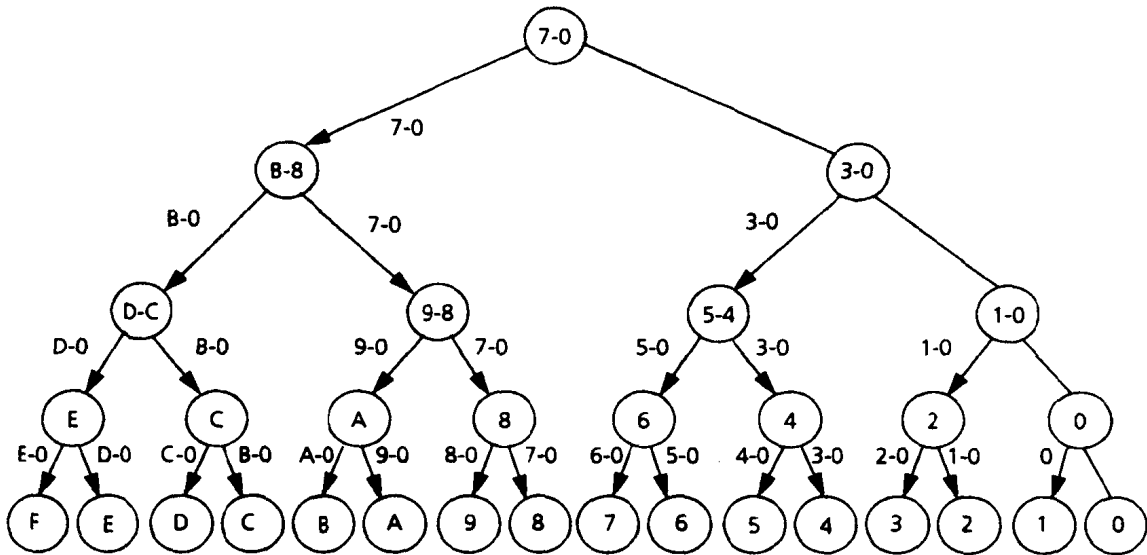 7-0
7-0
B-8 3-0
B-0 7-0 3-0
D-C 9-8 5-4 1-0
D-0 B-0 9-0 7-0 5-0 3-0 1-0
E C A 8 6 4 2 0
E-0 D-0 C-0 B-0 A-0 9-0 8-0 7-0 6-0 5-0 4-0 3-0 2-0 1-0 0
F E D C B A 9 8 7 6 5 4 3 2 1 0